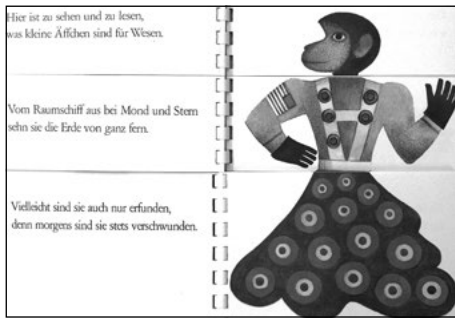 Hier ist zu sehen und zu lesen,
was kleine Äffchen sind für Wesen.
Vom Raumschiff aus bei Mond und Stern
sehn sie die Erde von ganz fern.
Vielleicht sind sie auch nur erfunden,
denn morgens sind sie stets verschwunden.